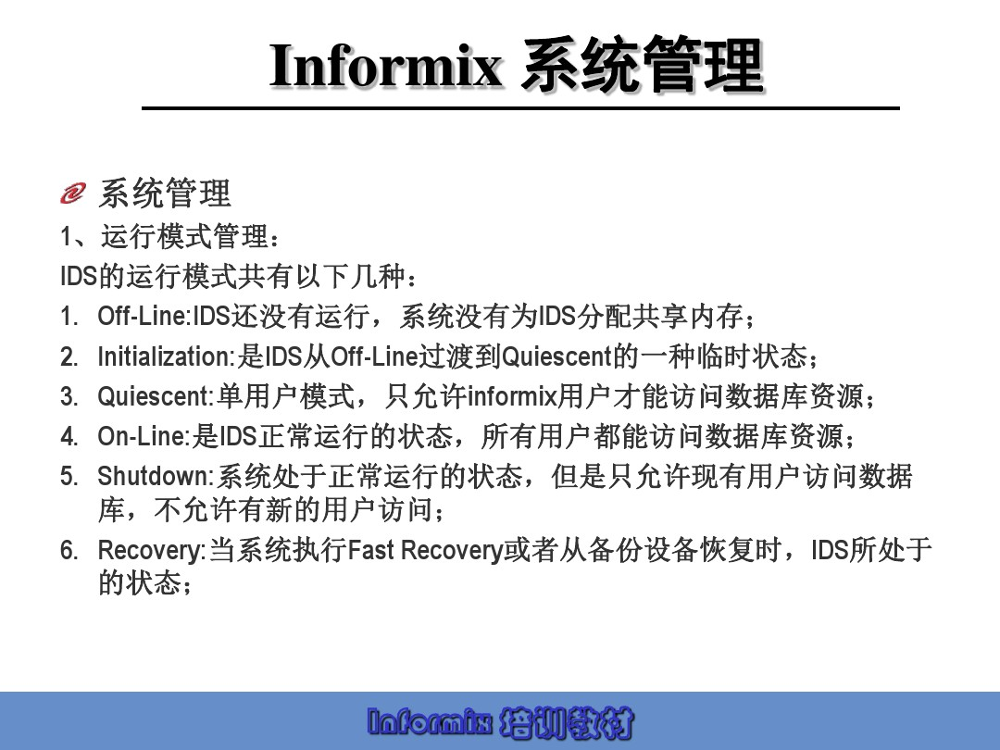 Informix 系统管理
系统管理
1、运行模式管理：
IDS的运行模式共有以下几种：
1. Off-Line:IDS还没有运行，系统没有为IDS分配共享内存；
2. Initialization:是IDS从Off-Line过渡到Quiescent的一种临时状态；
3. Quiescent:单用户模式，只允许informix用户才能访问数据库资源；
4. On-Line:是IDS正常运行的状态，所有用户都能访问数据库资源；
5. Shutdown:系统处于正常运行的状态，但是只允许现有用户访问数据
库，不允许有新的用户访问；
6. Recovery:当系统执行Fast Recovery或者从备份设备恢复时，IDS所处于
的状态；
Informix 培训教材